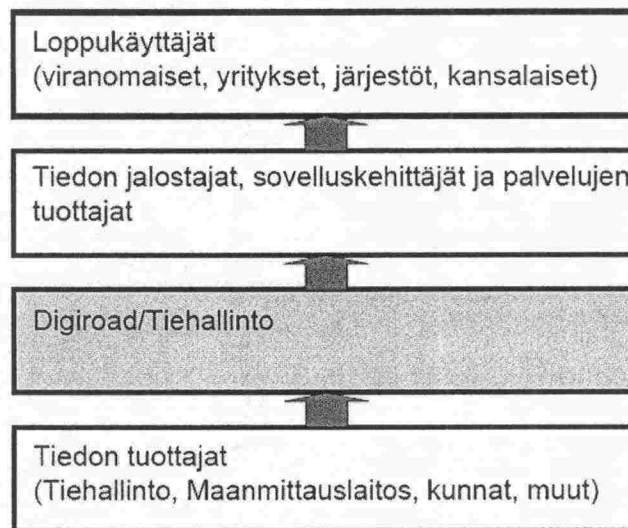 Loppukäyttäjät
(viranomaiset, yritykset, järjestöt, kansalaiset)
Tiedon jalostajat, sovelluskehittäjät ja palvelujen
tuottajat
Digiroad/Tiehallinto
Tiedon tuottajat
(Tiehallinto, Maanmittauslaitos, kunnat, muut)